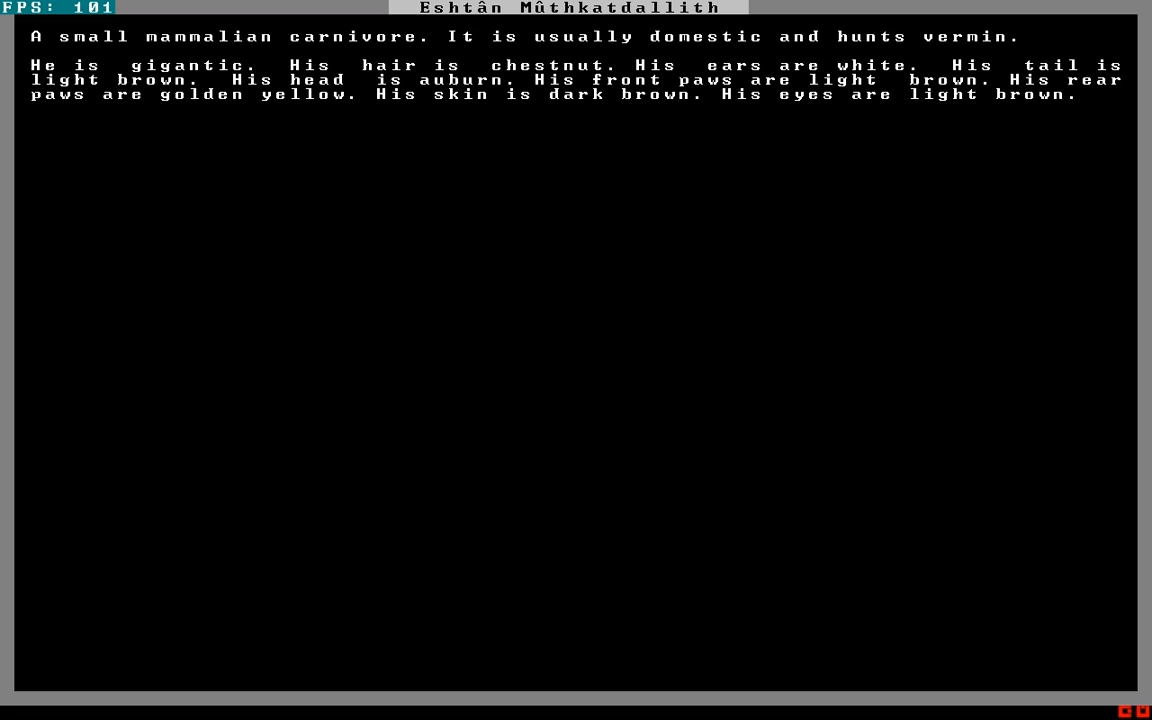 FPS: 101
Eshtân Mûthkatdallith
A small mammalian carnivore. It is usually domestic and hunts vermin.
He is gigantic. His hair is chestnut. His ears are white. His tail is
light brown. His head is auburn. His front paws are light brown. His rear
paws are golden yellow. His skin is dark brown. His eyes are light brown.